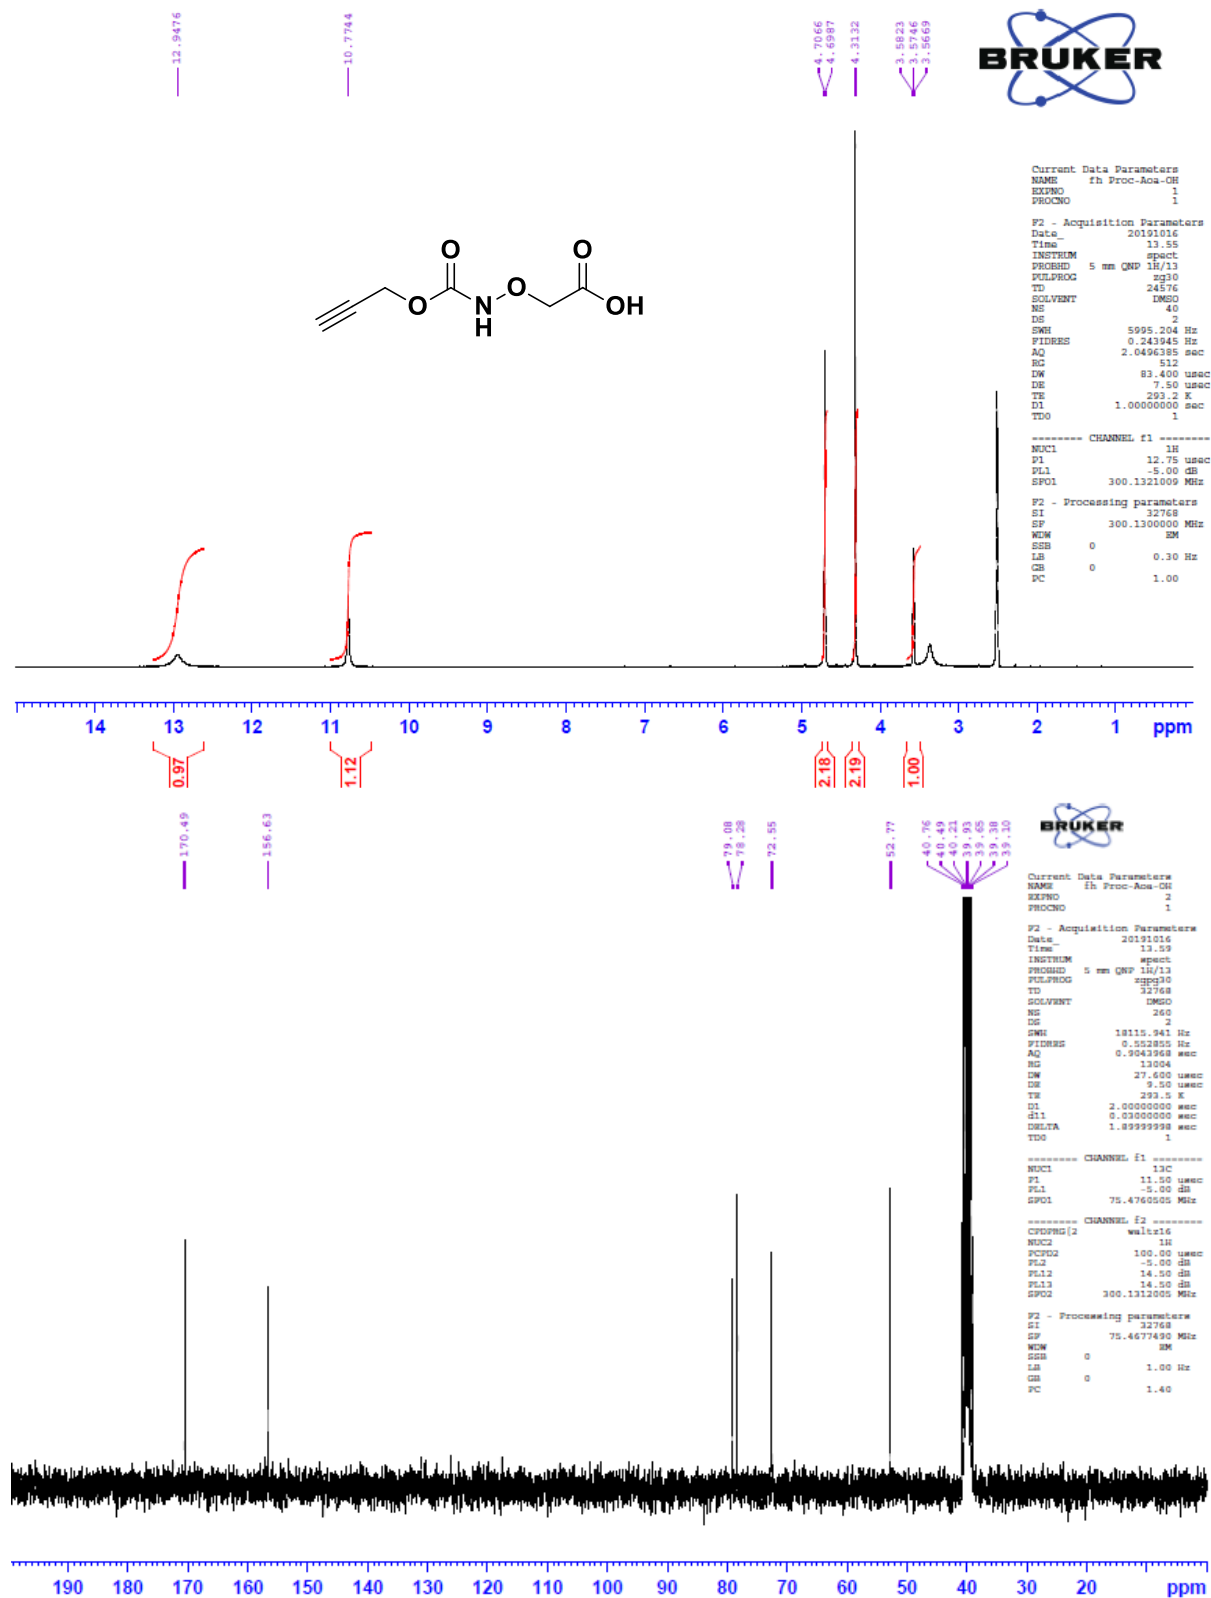 12.9476
10.7744
4.7066
4.6987
4.3132
3.5823
3.5746
3.5669
BRUKER
Current Data Parameters
NAME fh Proc-Aoa-OH
EXPNO 1
PROCNO 1
F2 - Acquisition Parameters
Date_ 20191016
Time 13.55
INSTRUM spect
PROBHD 5 mm QNP 1H/13
PULPROG zg30
TD 24576
SOLVENT DMSO
NS 40
DS 2
SWH 5995.204 Hz
FIDRES 0.243945 Hz
AQ 2.0496385 sec
RG 512
DW 83.400 usec
DE 7.50 usec
TE 293.2 K
D1 1.00000000 sec
TD0 1
======== CHANNEL f1 ========
NUC1 1H
P1 12.75 usec
PL1 -5.00 dB
SFO1 300.1321009 MHz
F2 - Processing parameters
SI 32768
SF 300.1300000 MHz
WDW EM
SSB 0
LB 0.30 Hz
GB 0
PC 1.00
O O
O N H O OH
14 13 12 11 10 9 8 7 6 5 4 3 2 1 ppm
0.97 1.12 2.18 2.19 1.00
170.49
156.63
79.08
78.28
72.55
52.77
40.76
40.49
40.21
39.93
39.65
39.38
39.10
BRUKER
Current Data Parameters
NAME fh Proc-Aoa-OH
EXPNO 2
PROCNO 1
F2 - Acquisition Parameters
Date_ 20191016
Time 13.59
INSTRUM spect
PROBHD 5 mm QNP 1H/13
PULPROG zgpg30
TD 32768
SOLVENT DMSO
NS 260
DS 2
SWH 18115.941 Hz
FIDRES 0.552855 Hz
AQ 0.9043968 sec
RG 13004
DW 27.600 usec
DE 9.50 usec
TE 293.5 K
D1 2.00000000 sec
d11 0.03000000 sec
DELTA 1.89999998 sec
TD0 1
======== CHANNEL f1 ========
NUC1 13C
P1 11.50 usec
PL1 -5.00 dB
SFO1 75.4760505 MHz
======== CHANNEL f2 ========
CPDPRG[2 waltz16
NUC2 1H
PCPD2 100.00 usec
PL2 -5.00 dB
PL12 14.50 dB
PL13 14.50 dB
SFO2 300.1312005 MHz
F2 - Processing parameters
SI 32768
SF 75.4677490 MHz
WDW EM
SSB 0
LB 1.00 Hz
GB 0
PC 1.40
190 180 170 160 150 140 130 120 110 100 90 80 70 60 50 40 30 20 ppm